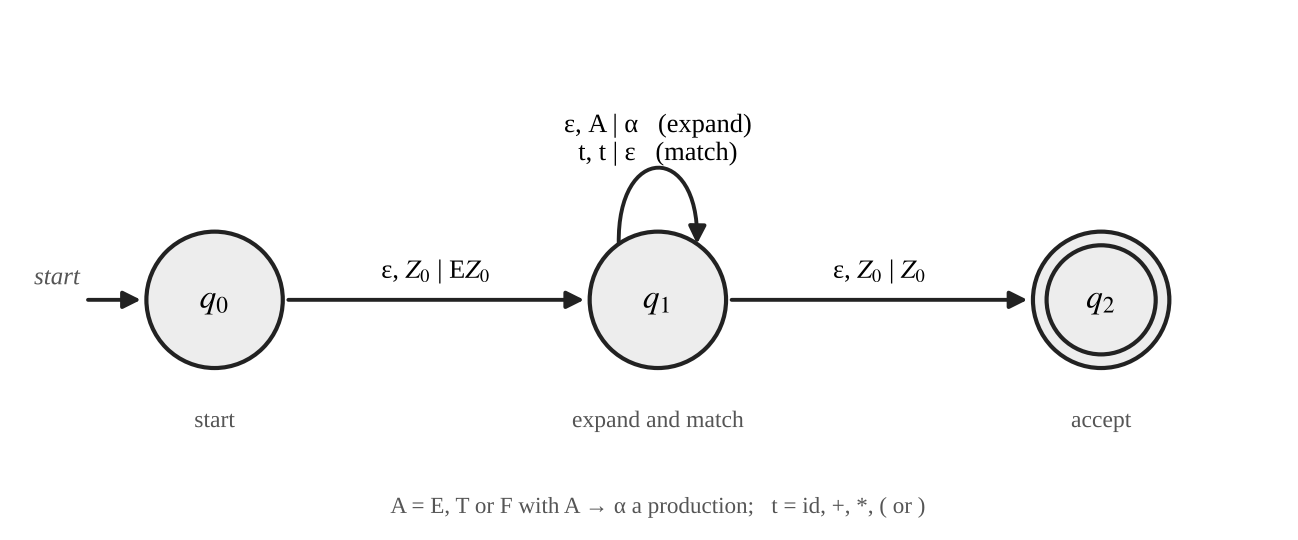 ε, A | α (expand)
t, t | ε (match)
start
ε, Z₀ | EZ₀
ε, Z₀ | Z₀
q₀
q₁
q₂
start
expand and match
accept
A = E, T or F with A → α a production; t = id, +, *, ( or )